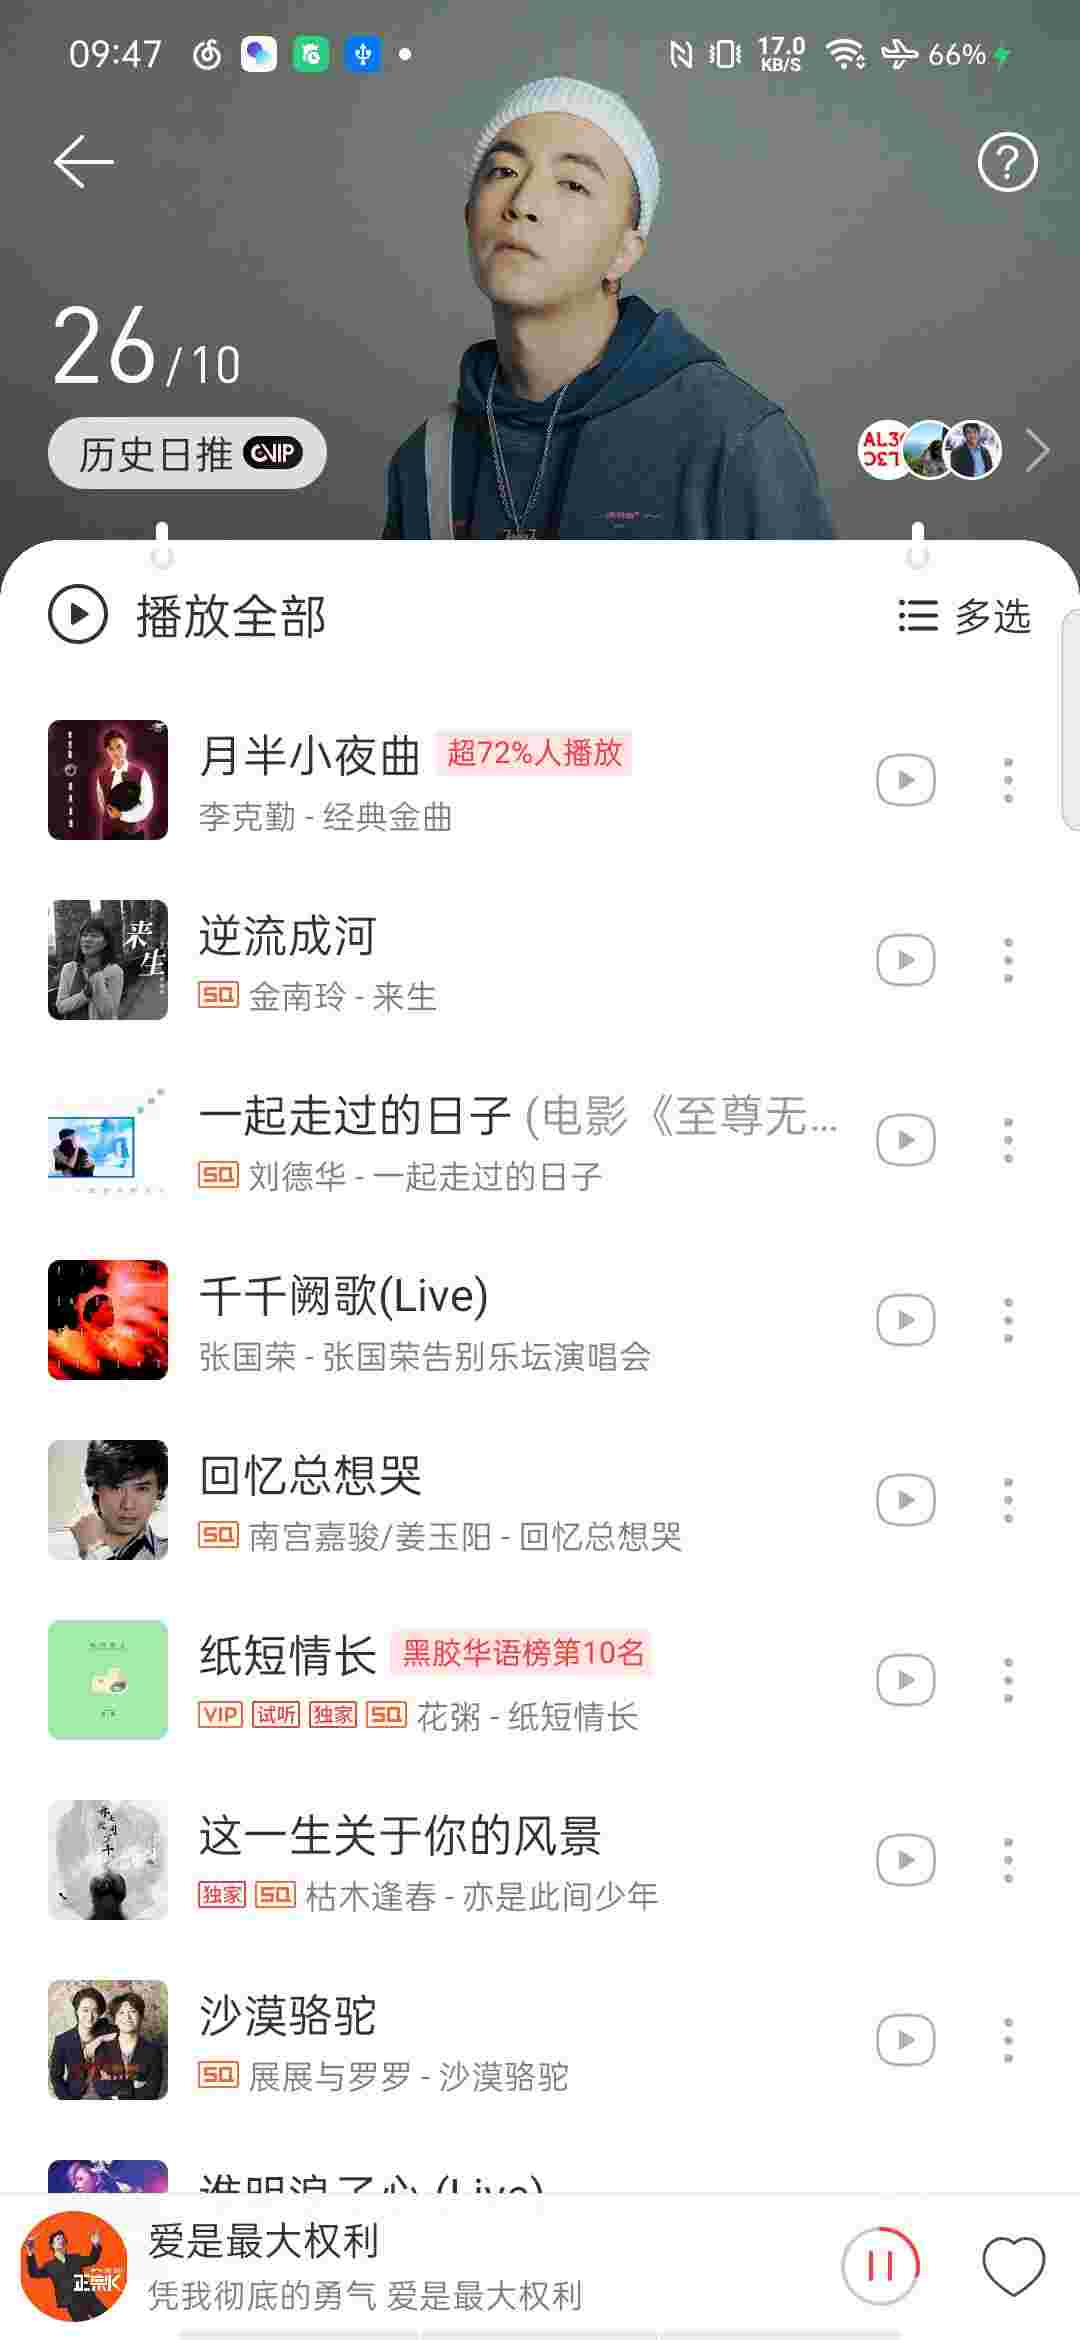 09:47
17.0 KB/S
66%
26/10
历史日推 VIP
播放全部
多选
月半小夜曲 超72%人播放
李克勤 - 经典金曲
来生
逆流成河
SQ 金南玲 - 来生
一起走过的日子 (电影《至尊无...
SQ 刘德华 - 一起走过的日子
千千阙歌(Live)
张国荣 - 张国荣告别乐坛演唱会
回忆总想哭
SQ 南宫嘉骏/姜玉阳 - 回忆总想哭
纸短情长 黑胶华语榜第10名
VIP 试听 独家 SQ 花粥 - 纸短情长
这一生关于你的风景
独家 SQ 枯木逢春 - 亦是此间少年
沙漠骆驼
SQ 展展与罗罗 - 沙漠骆驼
谁明浪子心 (Live)
爱是最大权利
凭我彻底的勇气 爱是最大权利